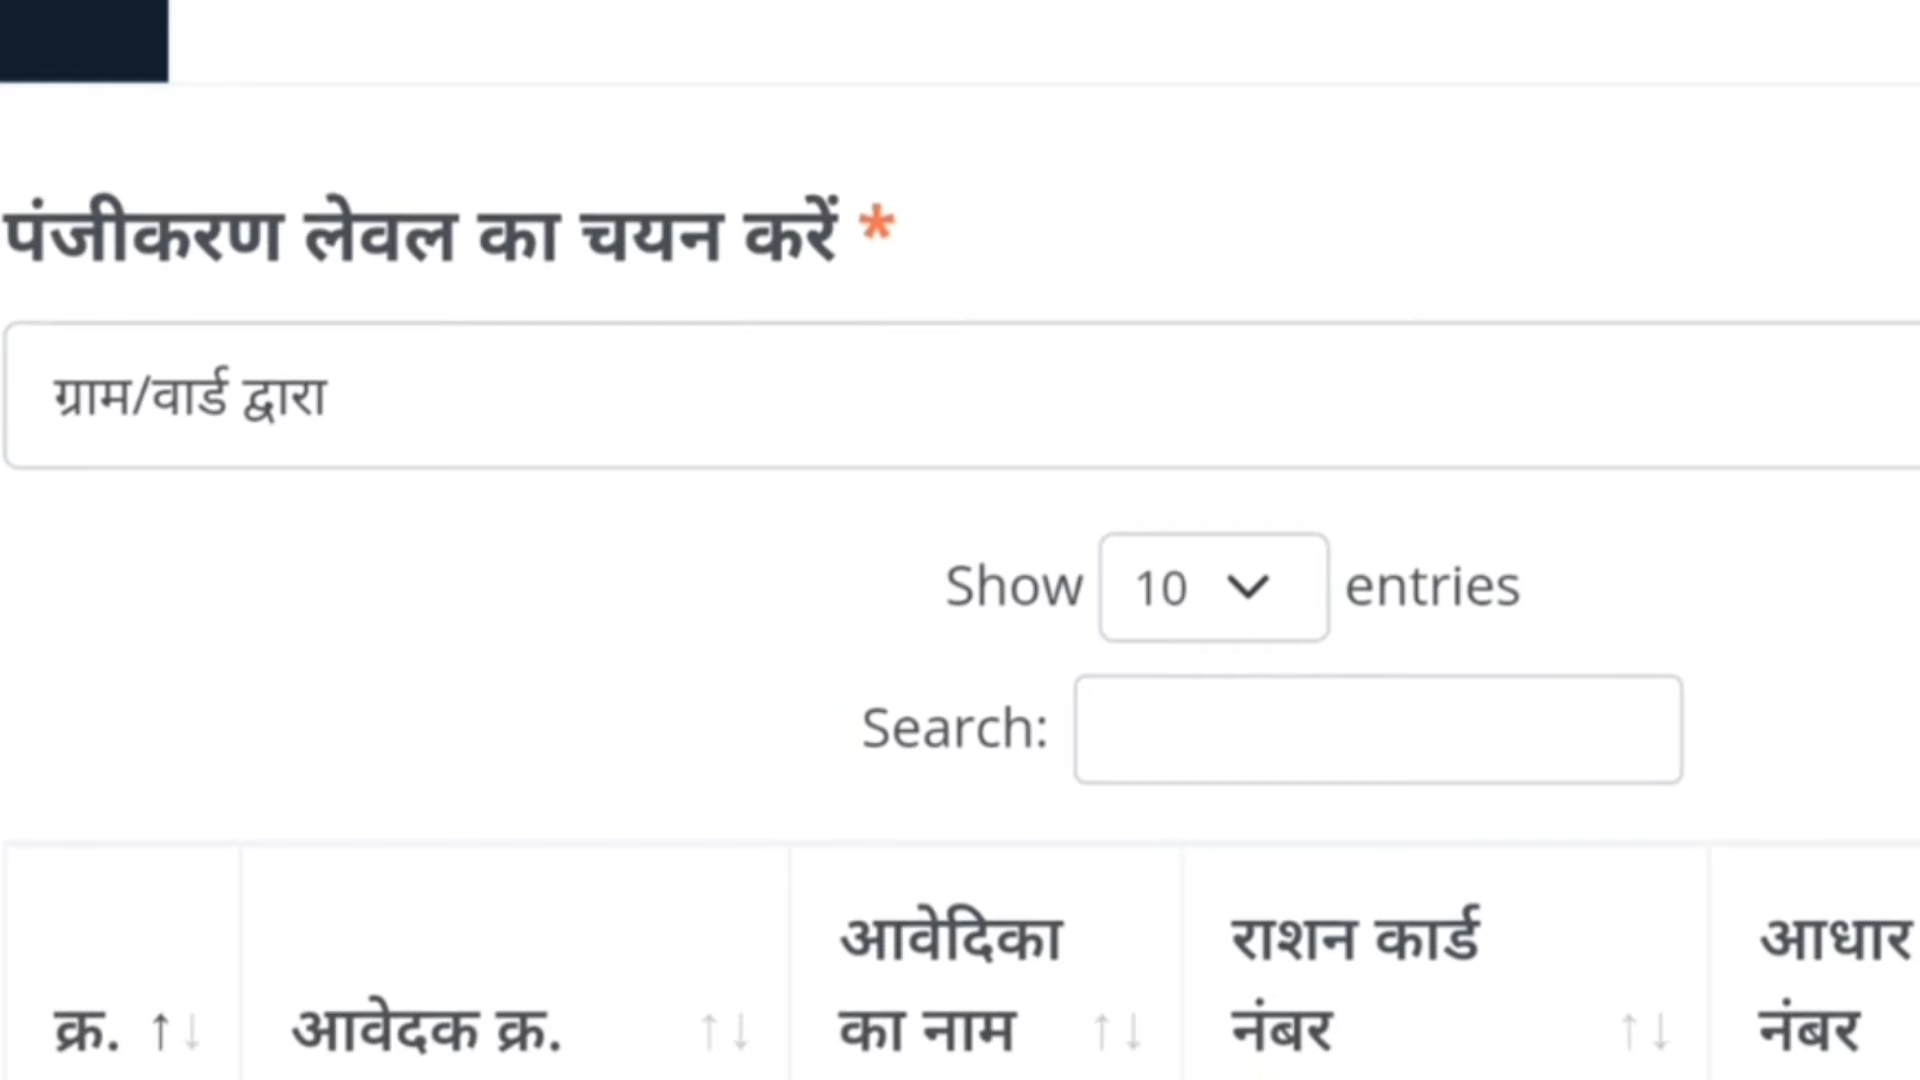 पंजीकरण लेवल का चयन करें *
ग्राम/वार्ड द्वारा
Show 10 entries
Search:
क्र. ↑↓ आवेदक क्र. ↑↓ आवेदिका का नाम ↑↓ राशन कार्ड नंबर ↑↓ आधार नंबर